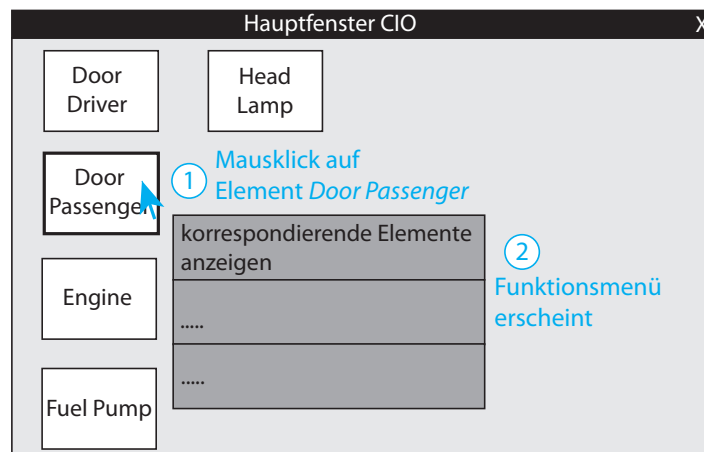 Hauptfenster CIO X
Door
Driver
Head
Lamp
Door
Passenger
1
Mausklick auf
Element Door Passenger
korrespondierende Elemente
anzeigen
2
Funktionsmenü
erscheint
Engine
.....
.....
Fuel Pump